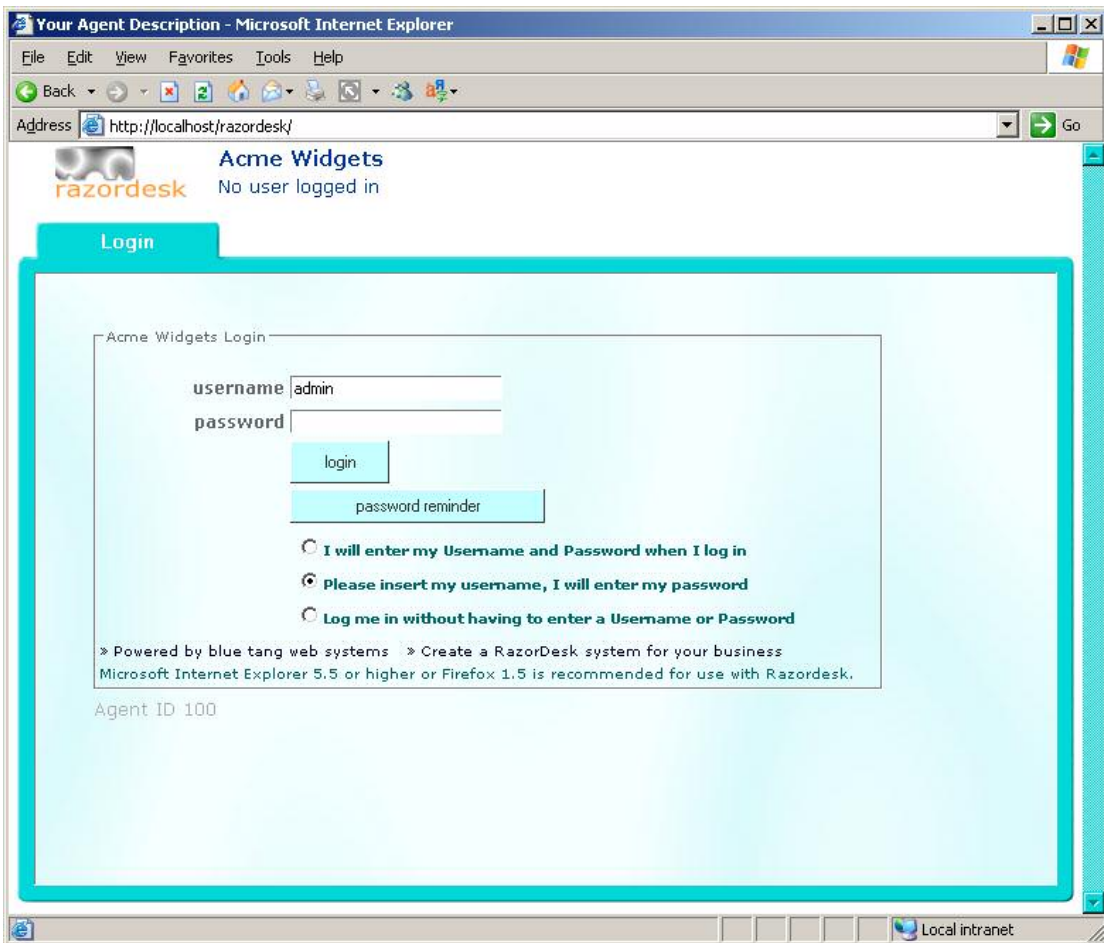 Your Agent Description - Microsoft Internet Explorer
File Edit View Favorites Tools Help
Back
Address http://localhost/razordesk/ Go
razordesk
Acme Widgets
No user logged in
Login
Acme Widgets Login
username admin
password
login
password reminder
I will enter my Username and Password when I log in
Please insert my username, I will enter my password
Log me in without having to enter a Username or Password
» Powered by blue tang web systems » Create a RazorDesk system for your business
Microsoft Internet Explorer 5.5 or higher or Firefox 1.5 is recommended for use with Razordesk.
Agent ID 100
Local intranet